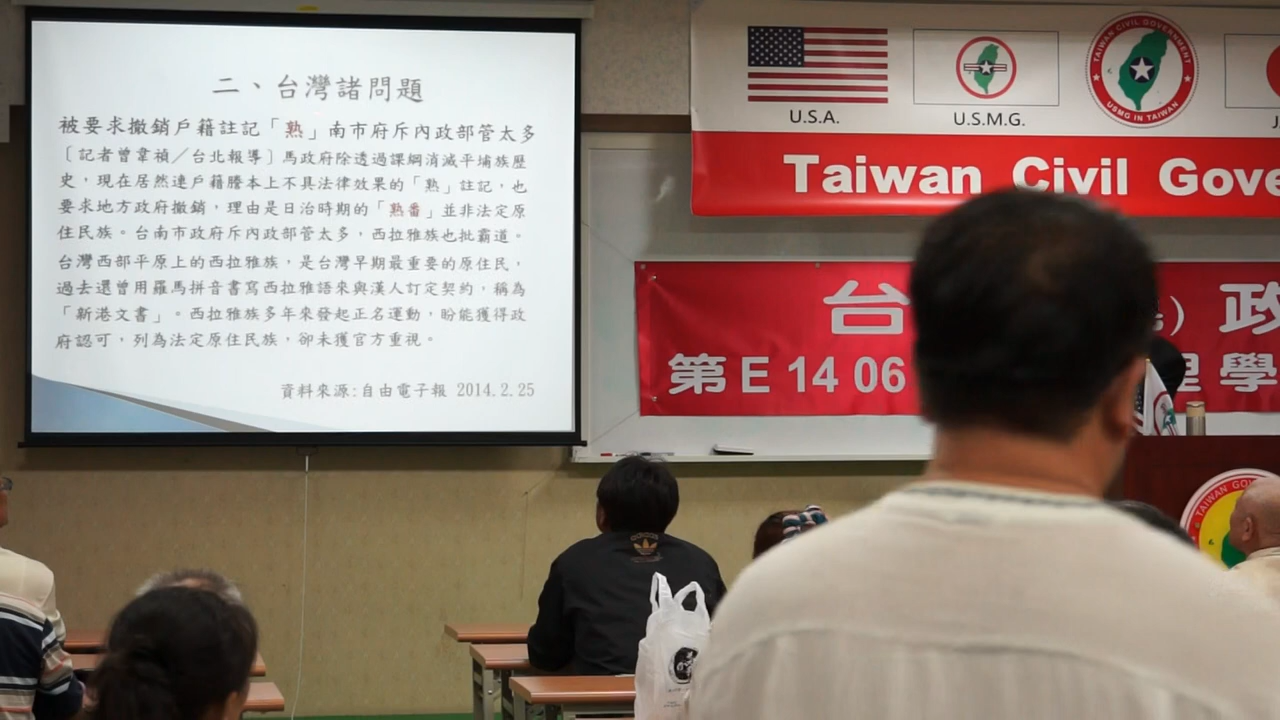 二、台灣諸問題
被要求撤銷戶籍註記「熟」南市府斥內政部管太多
〔記者曾韋禎／台北報導〕馬政府除透過課綱消滅平埔族歷
史，現在居然連戶籍謄本上不具法律效果的「熟」註記，也
要求地方政府撤銷，理由是日治時期的「熟番」並非法定原
住民族。台南市政府斥內政部管太多，西拉雅族也批霸道。
台灣西部平原上的西拉雅族，是台灣早期最重要的原住民，
過去還曾用羅馬拼音書寫西拉雅語來與漢人訂定契約，稱為
「新港文書」。西拉雅族多年來發起正名運動，盼能獲得政
府認可，列為法定原住民族，卻未獲官方重視。
資料來源:自由電子報 2014.2.25
U.S.A.
U.S.M.G.
TAIWAN CIVIL GOVERNMENT
USMG IN TAIWAN
J
Taiwan Civil Gove
台 ) 政
第 E 14 06 理 學
TAIWAN GOV